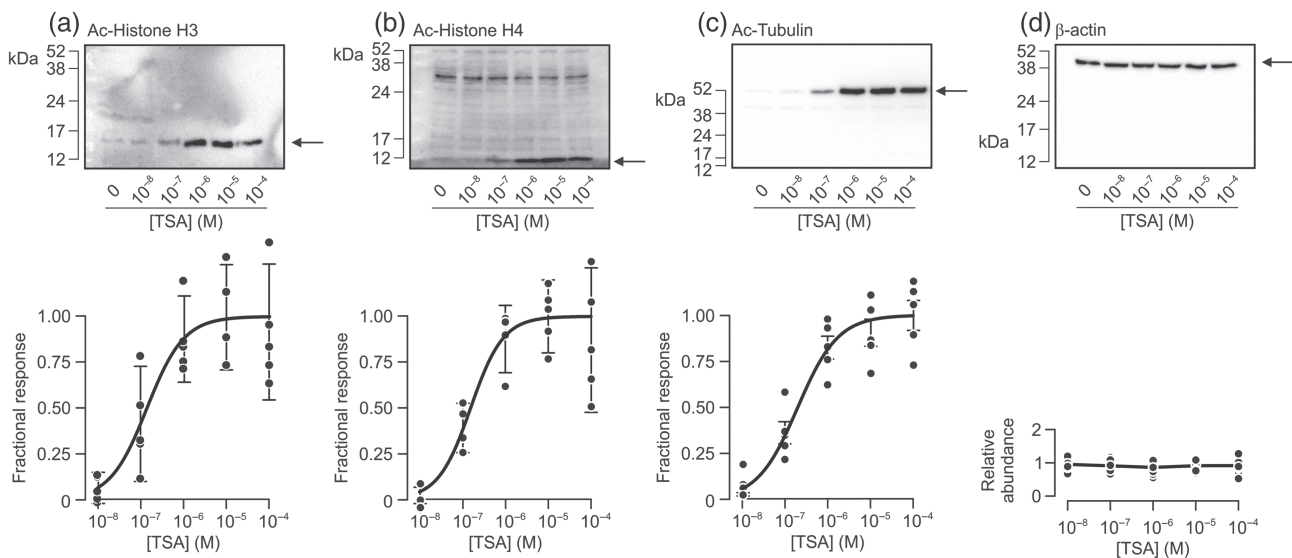 (a) Ac-Histone H3
kDa
52
38
24
17
12
0 10⁻⁸ 10⁻⁷ 10⁻⁶ 10⁻⁵ 10⁻⁴
[TSA] (M)
Fractional response
1.00
0.75
0.50
0.25
0
10⁻⁸ 10⁻⁷ 10⁻⁶ 10⁻⁵ 10⁻⁴
[TSA] (M)
(b) Ac-Histone H4
kDa
52
38
24
17
12
0 10⁻⁸ 10⁻⁷ 10⁻⁶ 10⁻⁵ 10⁻⁴
[TSA] (M)
Fractional response
1.00
0.75
0.50
0.25
0
10⁻⁸ 10⁻⁷ 10⁻⁶ 10⁻⁵ 10⁻⁴
[TSA] (M)
(c) Ac-Tubulin
kDa
52
38
24
17
12
0 10⁻⁸ 10⁻⁷ 10⁻⁶ 10⁻⁵ 10⁻⁴
[TSA] (M)
Fractional response
1.00
0.75
0.50
0.25
0
10⁻⁸ 10⁻⁷ 10⁻⁶ 10⁻⁵ 10⁻⁴
[TSA] (M)
(d) β-actin
52
38
24
17
kDa
12
0 10⁻⁸ 10⁻⁷ 10⁻⁶ 10⁻⁵ 10⁻⁴
[TSA] (M)
Relative
abundance
2
1
0
10⁻⁸ 10⁻⁷ 10⁻⁶ 10⁻⁵ 10⁻⁴
[TSA] (M)